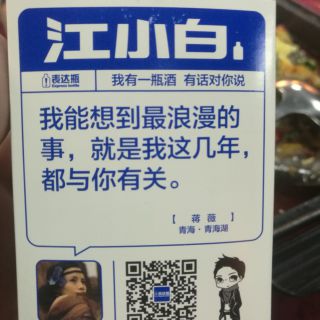 江小白
表达瓶
Express bottle
我有一瓶酒 有话对你说
我能想到最浪漫的
事，就是我这几年，
都与你有关。
【 蒋薇 】
青海·青海湖